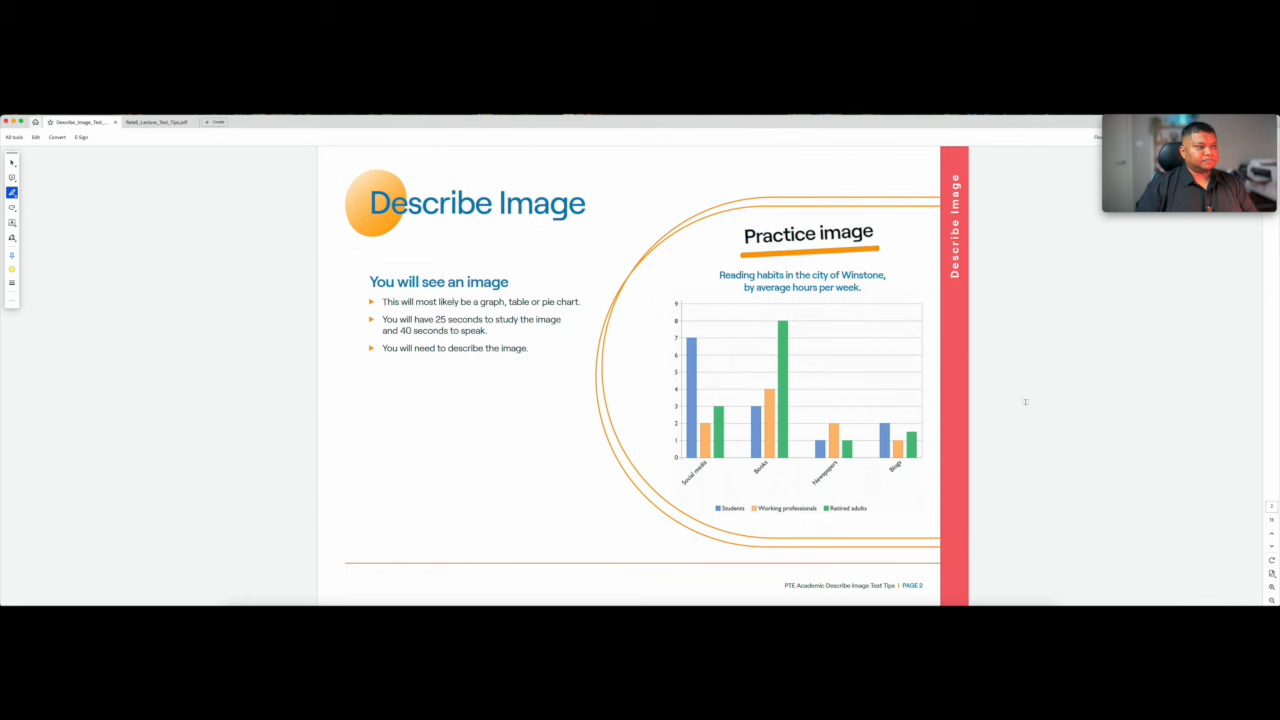 Describe_Image_Test_...
Retell_Lecture_Test_Tips.pdf
Create
All tools
Edit
Convert
E-Sign
Describe Image
Describe Image
Practice image
Reading habits in the city of Winstone,
by average hours per week.
You will see an image
This will most likely be a graph, table or pie chart.
You will have 25 seconds to study the image
and 40 seconds to speak.
You will need to describe the image.
9
8
7
6
5
4
3
2
1
0
Social media
Books
Newspapers
Blogs
Students
Working professionals
Retired adults
PTE Academic Describe Image Test Tips | PAGE 2
2